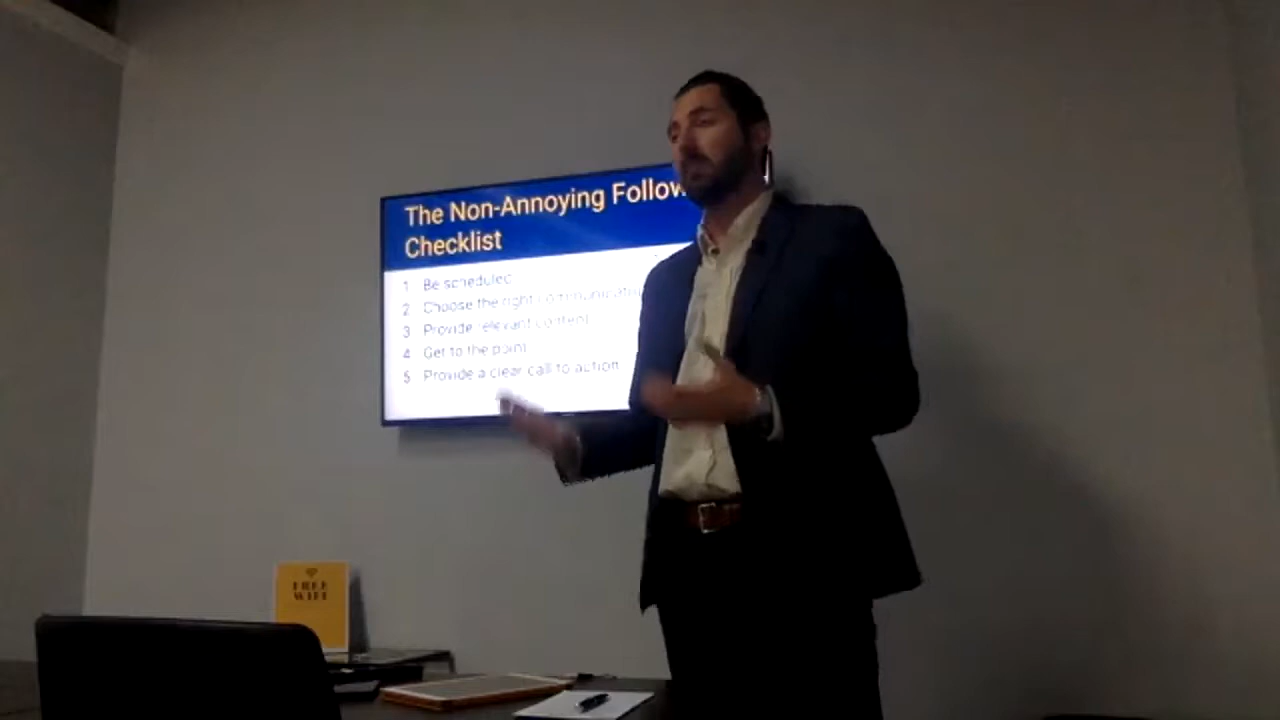 The Non-Annoying Follow
Checklist
1 Be scheduled
2 Choose the right communicator
3 Provide relevant content
4 Get to the point
5 Provide a clear call to action
FREE
WIFI